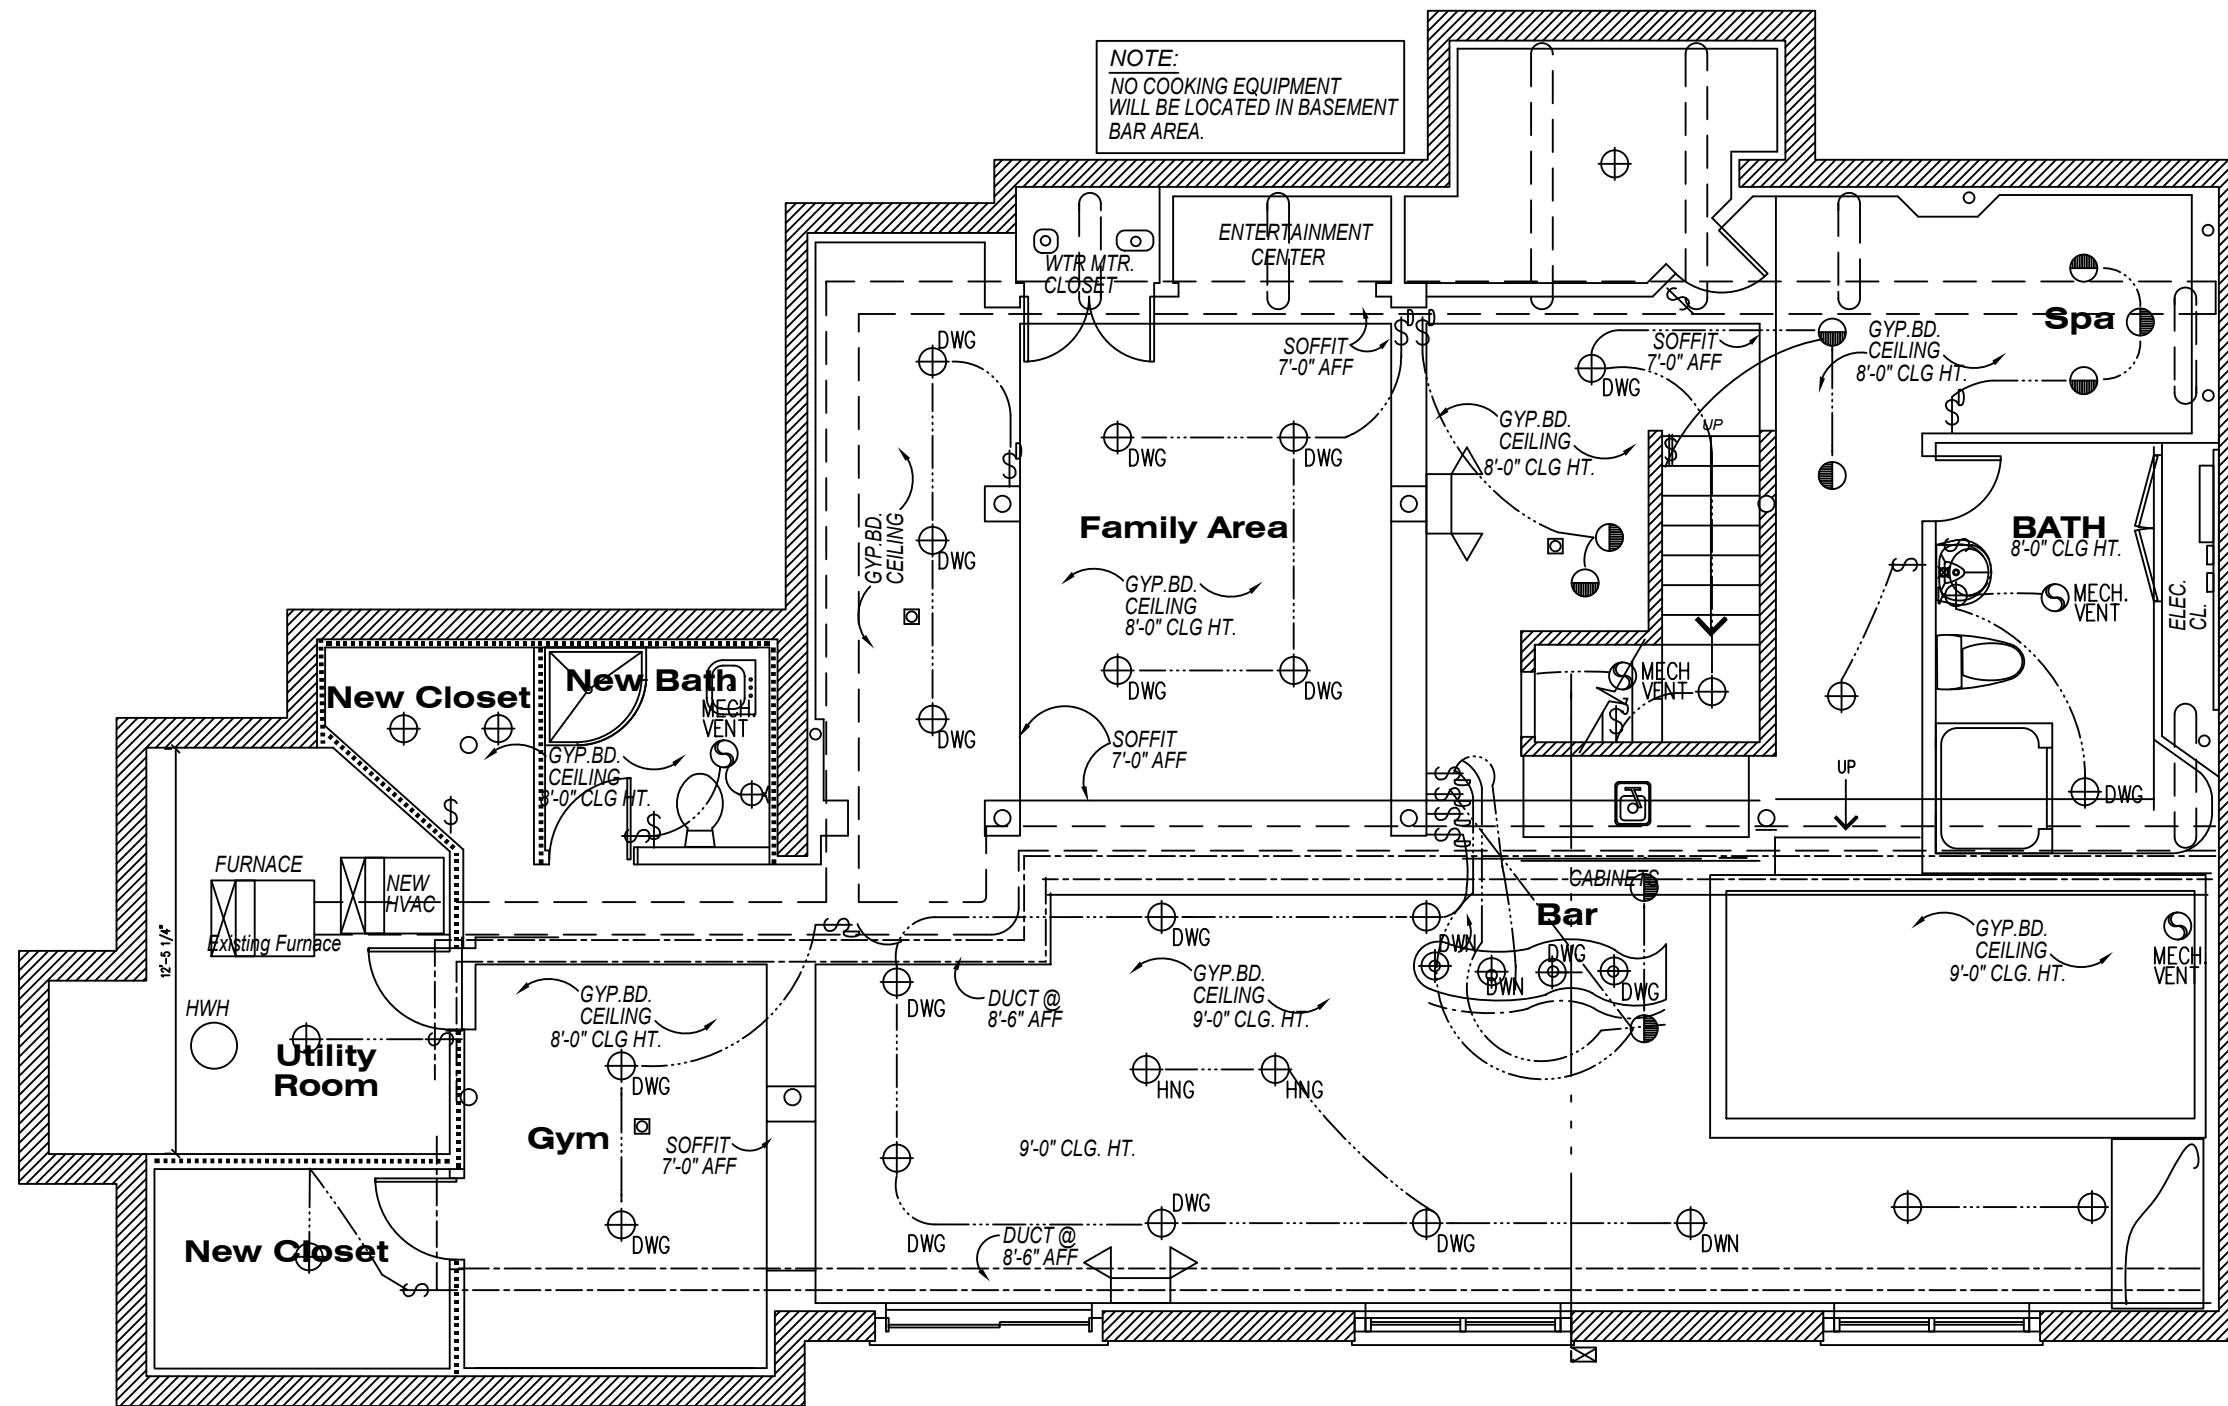 NOTE:
NO COOKING EQUIPMENT
WILL BE LOCATED IN BASEMENT
BAR AREA.
ENTERTAINMENT
CENTER
WTR MTR.
CLOSET
SOFFIT
7'-0" AFF
SOFFIT
7'-0" AFF
GYP.BD.
CEILING
8'-0" CLG HT.
Spa
DWG
DWG
UP
GYP.BD.
CEILING
8'-0" CLG HT.
DWG
DWG
GYP.BD.
CEILING
Family Area
BATH
8'-0" CLG HT.
DWG
GYP.BD.
CEILING
8'-0" CLG HT.
MECH.
VENT
ELEC.
CL.
MECH
VENT
DWG
DWG
DWG
New Closet
New Bath
MECH.
VENT
GYP.BD.
CEILING
8'-0" CLG HT.
SOFFIT
7'-0" AFF
UP
DWG
FURNACE
NEW
HVAC
Existing Furnace
12'-5 1/4"
CABINETS
Bar
DWG
DWN
DWG
DWN
DWG
GYP.BD.
CEILING
9'-0" CLG. HT.
MECH.
VENT
HWH
Utility
Room
GYP.BD.
CEILING
8'-0" CLG HT.
DWG
DUCT @
8'-6" AFF
GYP.BD.
CEILING
9'-0" CLG. HT.
DWG
HNG
HNG
Gym
SOFFIT
7'-0" AFF
9'-0" CLG. HT.
New Closet
DWG
DWG
DWG
DUCT @
8'-6" AFF
DWG
DWN